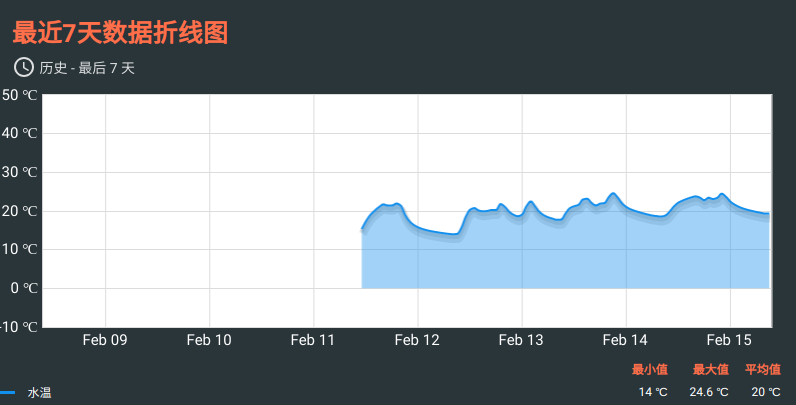 最近7天数据折线图
历史 - 最后 7 天
50 ℃
40 ℃
30 ℃
20 ℃
10 ℃
0 ℃
-10 ℃
Feb 09 Feb 10 Feb 11 Feb 12 Feb 13 Feb 14 Feb 15
最小值 最大值 平均值
水温 14 ℃ 24.6 ℃ 20 ℃